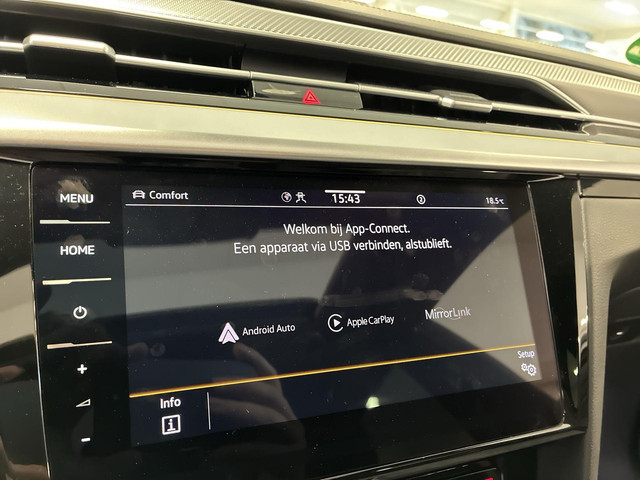 MENU
HOME
Comfort
15:43
18.5°C
Welkom bij App-Connect.
Een apparaat via USB verbinden, alstublieft.
Android Auto
Apple CarPlay
MirrorLink
Setup
Info